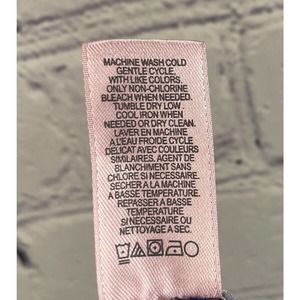 MACHINE WASH COLD
GENTLE CYCLE,
WITH LIKE COLORS.
ONLY NON-CHLORINE
BLEACH WHEN NEEDED.
TUMBLE DRY LOW
COOL IRON WHEN
NEEDED OR DRY CLEAN.
LAVER EN MACHINE
A L'EAU FROIDE CYCLE
DELICAT AVEC COULEURS
SIMILAIRES. AGENT DE
BLANCHIMENT SANS
CHLORE SI NÉCESSAIRE.
SECHER A LA MACHINE
A BASSE TEMPERATURE
REPASSER A BASSE
TEMPERATURE
SI NECESSAIRE OU
NETTOYAGE A SEC.